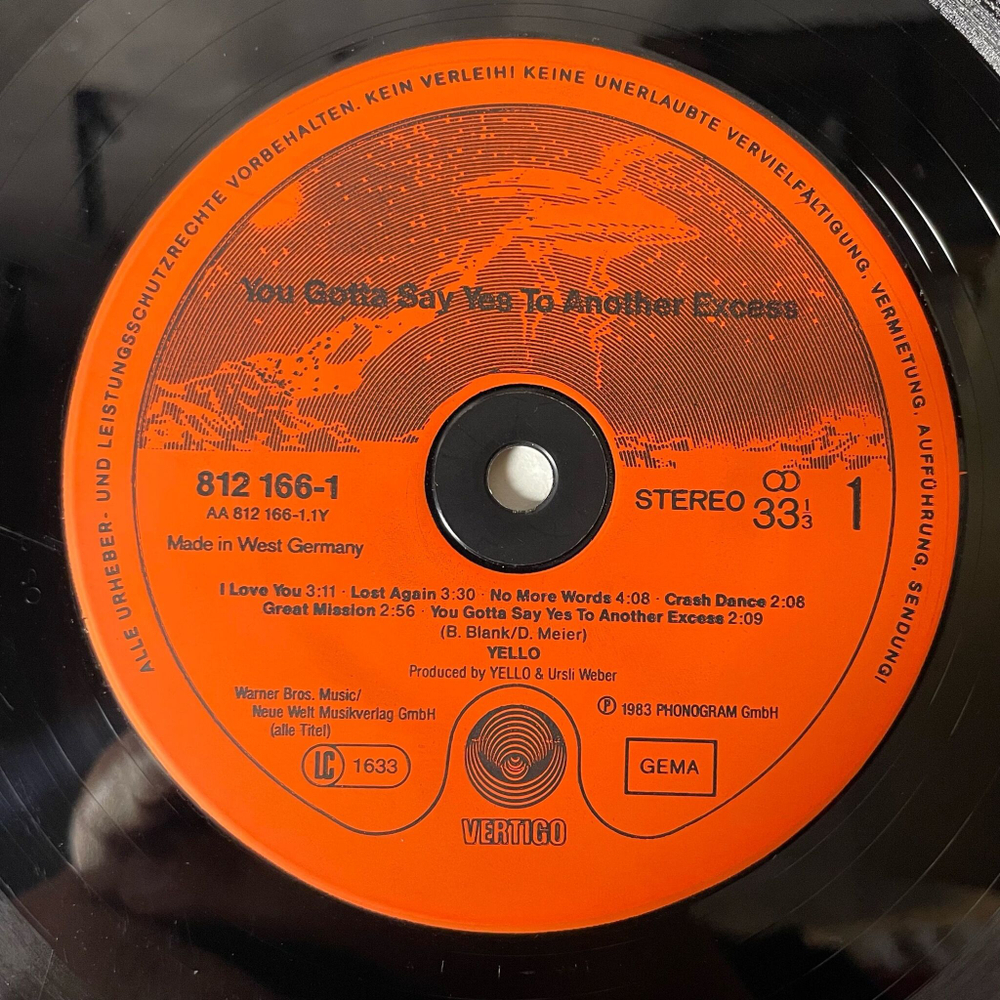 ALLE URHEBER- UND LEISTUNGSSCHUTZRECHTE VORBEHALTEN. KEIN VERLEIH! KEINE UNERLAUBTE VERVIELFÄLTIGUNG, VERMIETUNG, AUFFÜHRUNG, SENDUNG!
You Gotta Say Yes To Another Excess
812 166-1
AA 812 166-1.1Y
Made in West Germany
STEREO 33 1/3
1
I Love You 3:11 · Lost Again 3:30 · No More Words 4:08 · Crash Dance 2:08
Great Mission 2:56 · You Gotta Say Yes To Another Excess 2:09
(B. Blank/D. Meier)
YELLO
Produced by YELLO & Ursli Weber
Warner Bros. Music/
Neue Welt Musikverlag GmbH
(alle Titel)
℗ 1983 PHONOGRAM GmbH
LC 1633
GEMA
VERTIGO